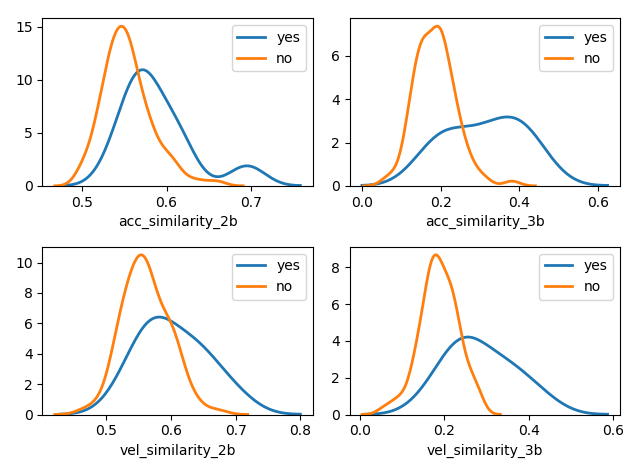 15
10
5
0
0.5 0.6 0.7
acc_similarity_2b
yes
no
6
4
2
0
0.0 0.2 0.4 0.6
acc_similarity_3b
yes
no
10
8
6
4
2
0
0.5 0.6 0.7 0.8
vel_similarity_2b
yes
no
8
6
4
2
0
0.0 0.2 0.4 0.6
vel_similarity_3b
yes
no